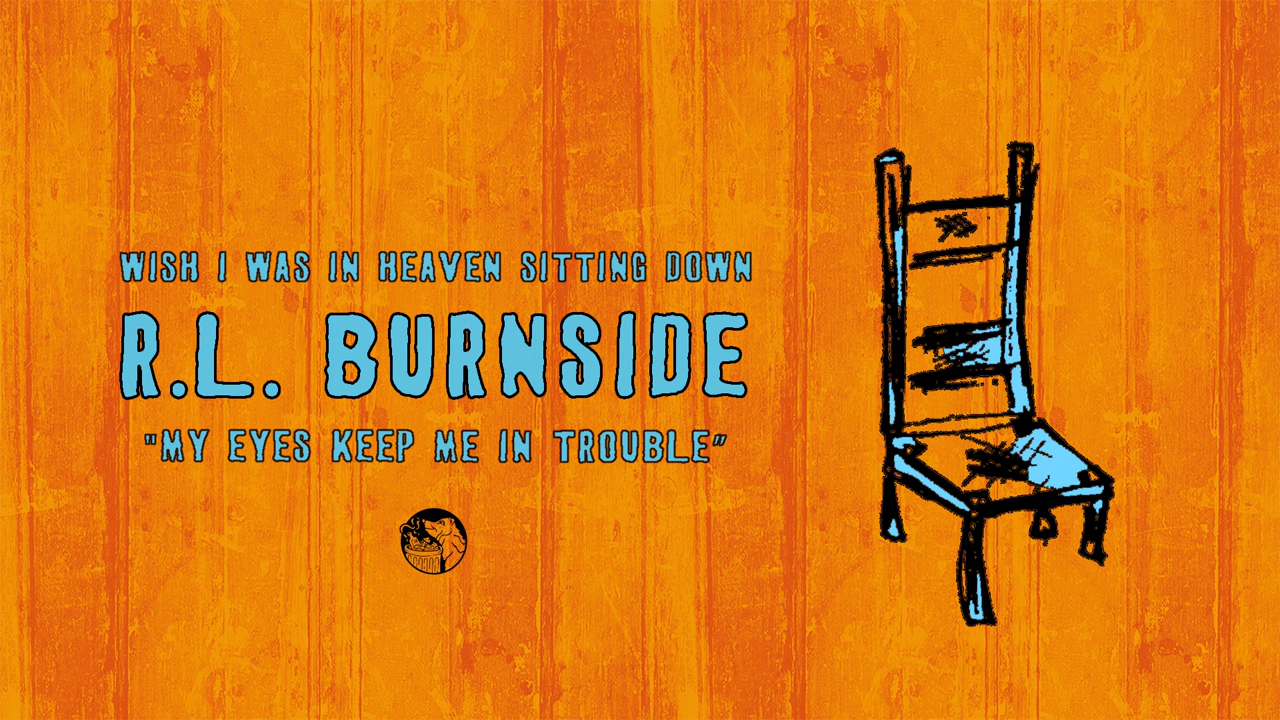 WISH I WAS IN HEAVEN SITTING DOWN
R.L. BURNSIDE
"MY EYES KEEP ME IN TROUBLE"